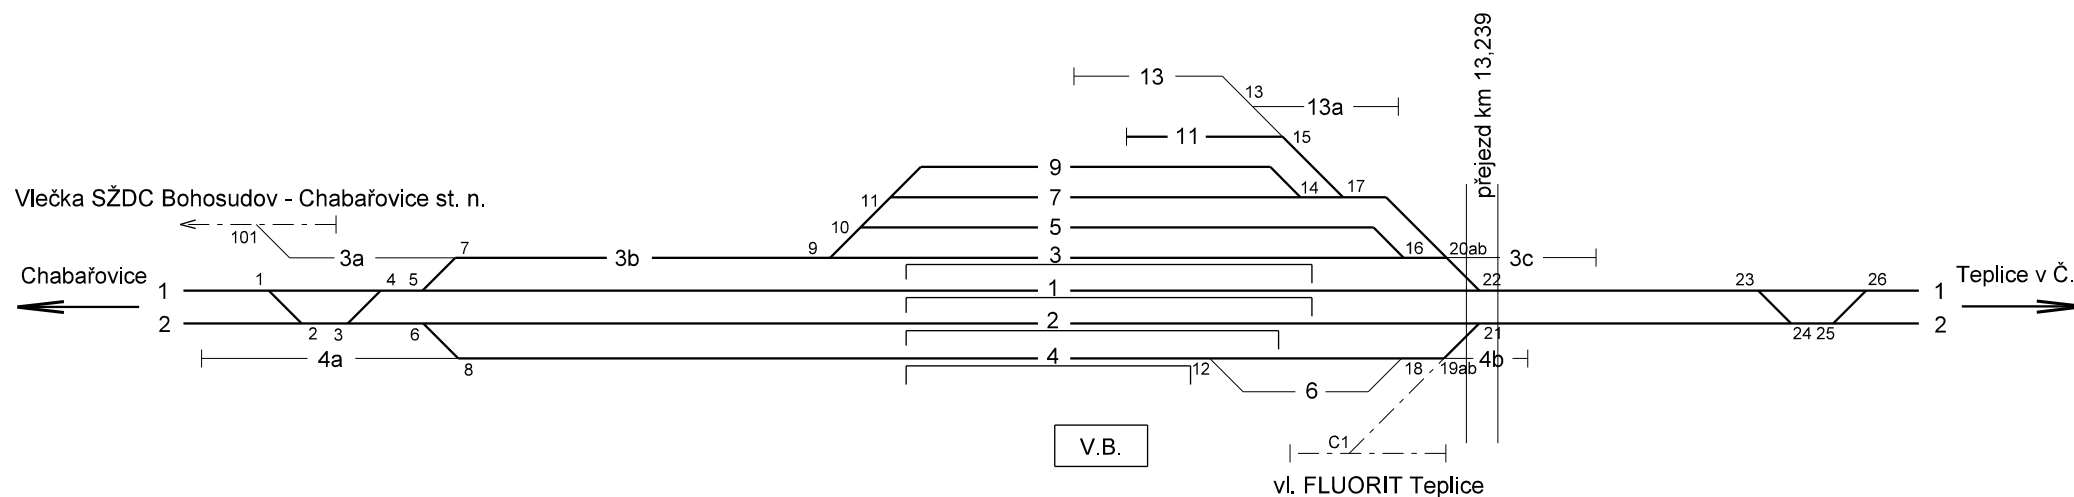 přejezd km 13,239
13
13
13a
11
15
9
14
17
7
11
Vlečka SŽDC Bohosudov - Chabařovice st. n.
101
10
5
3a
7
3b
9
3
16
20ab
3c
Chabařovice
1
1
4
5
1
22
23
26
1
Teplice v Č.
2
2
3
6
2
21
24
25
2
4a
8
4
12
18
19ab
4b
6
V.B.
C1
vl. FLUORIT Teplice